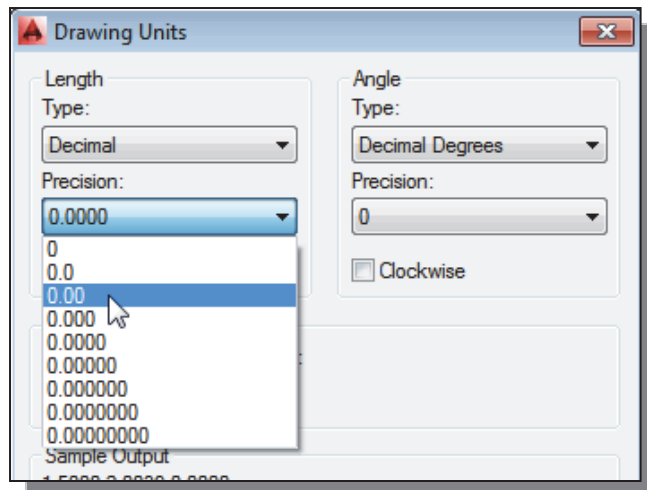 Drawing Units
Length
Type:
Decimal
Precision:
0.0000
0
0.0
0.00
0.000
0.0000
0.00000
0.000000
0.0000000
0.00000000
Angle
Type:
Decimal Degrees
Precision:
0
Clockwise
Sample Output